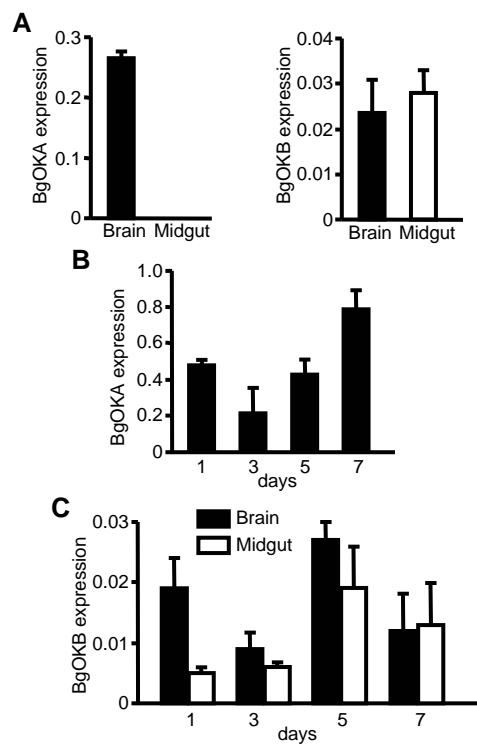 A
BgOKA expression
0.3
0.2
0.1
0
Brain Midgut
BgOKB expression
0.04
0.03
0.02
0.01
0
Brain Midgut
B
BgOKA expression
1.0
0.8
0.6
0.4
0.2
0
1 3 5 7
days
C
Brain
Midgut
BgOKB expression
0.03
0.02
0.01
0
1 3 5 7
days